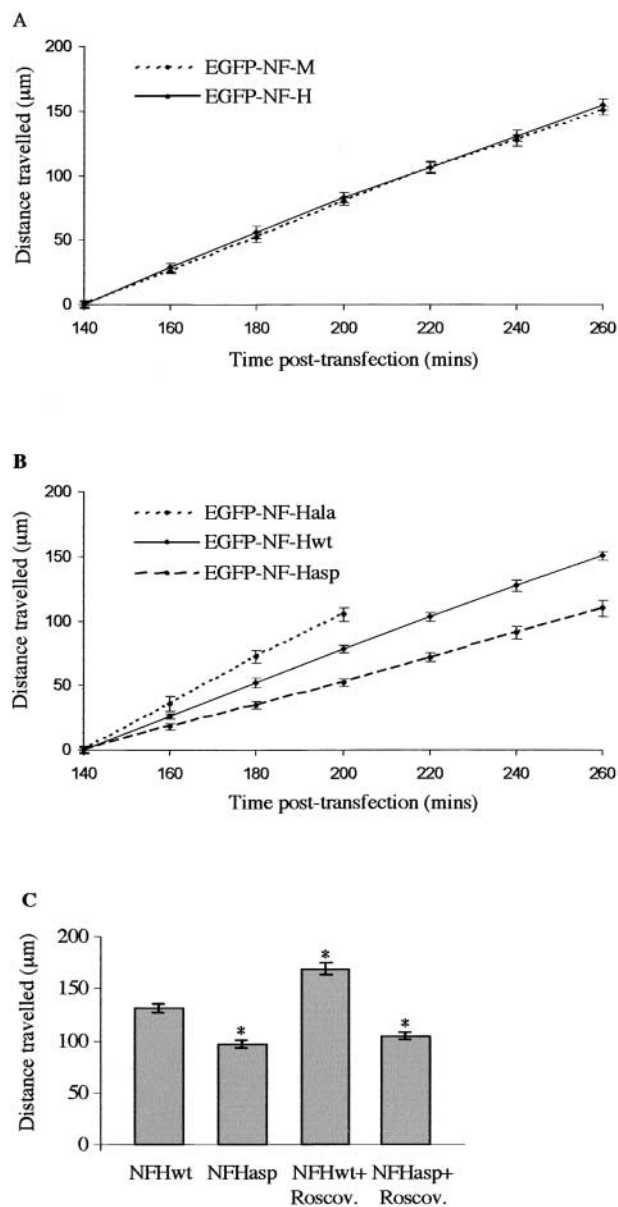 A
200
150
100
50
0
EGFP-NF-M
EGFP-NF-H
Distance travelled (μm)
140 160 180 200 220 240 260
Time post-transfection (mins)
B
200
150
100
50
0
EGFP-NF-Hala
EGFP-NF-Hwt
EGFP-NF-Hasp
Distance travelled (μm)
140 160 180 200 220 240 260
Time post-transfection (mins)
C
200
150
100
50
0
Distance travelled (μm)
* * *
NFHwt NFHasp NFHwt+ NFHasp+
Roscov. Roscov.